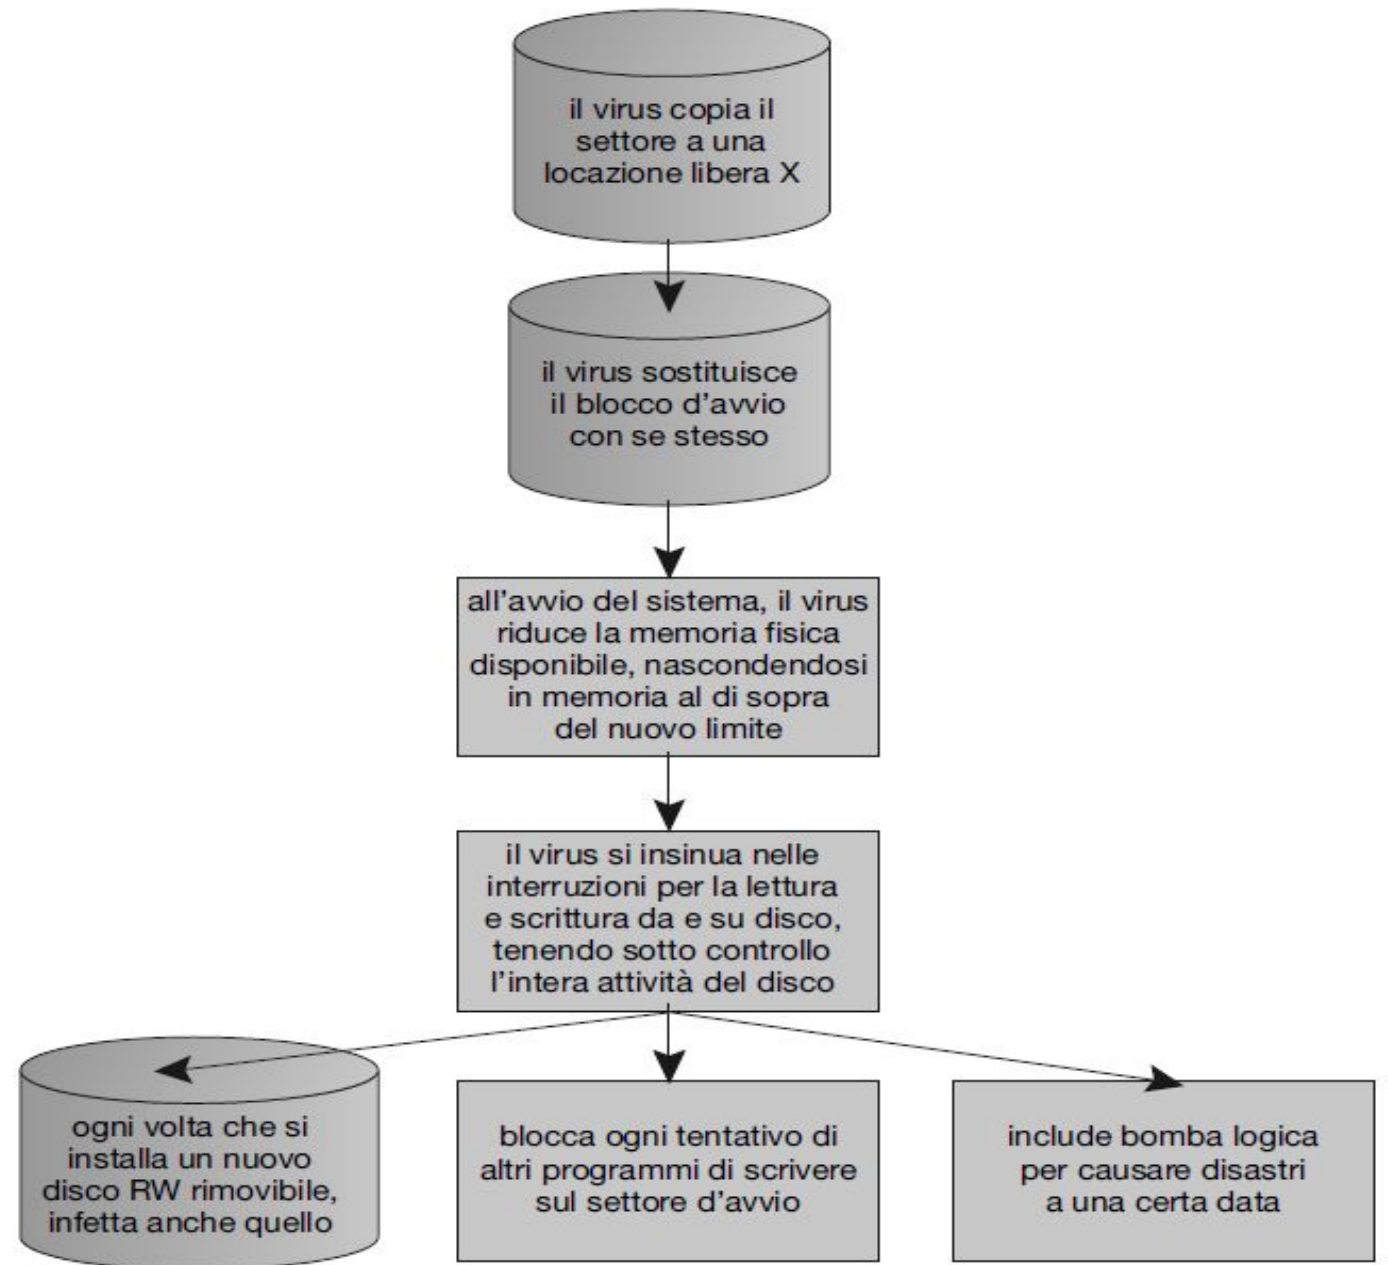 il virus copia il
settore a una
locazione libera X
il virus sostituisce
il blocco d'avvio
con se stesso
all'avvio del sistema, il virus
riduce la memoria fisica
disponibile, nascondendosi
in memoria al di sopra
del nuovo limite
il virus si insinua nelle
interruzioni per la lettura
e scrittura da e su disco,
tenendo sotto controllo
l'intera attività del disco
ogni volta che si
installa un nuovo
disco RW rimovibile,
infetta anche quello
blocca ogni tentativo di
altri programmi di scrivere
sul settore d'avvio
include bomba logica
per causare disastri
a una certa data